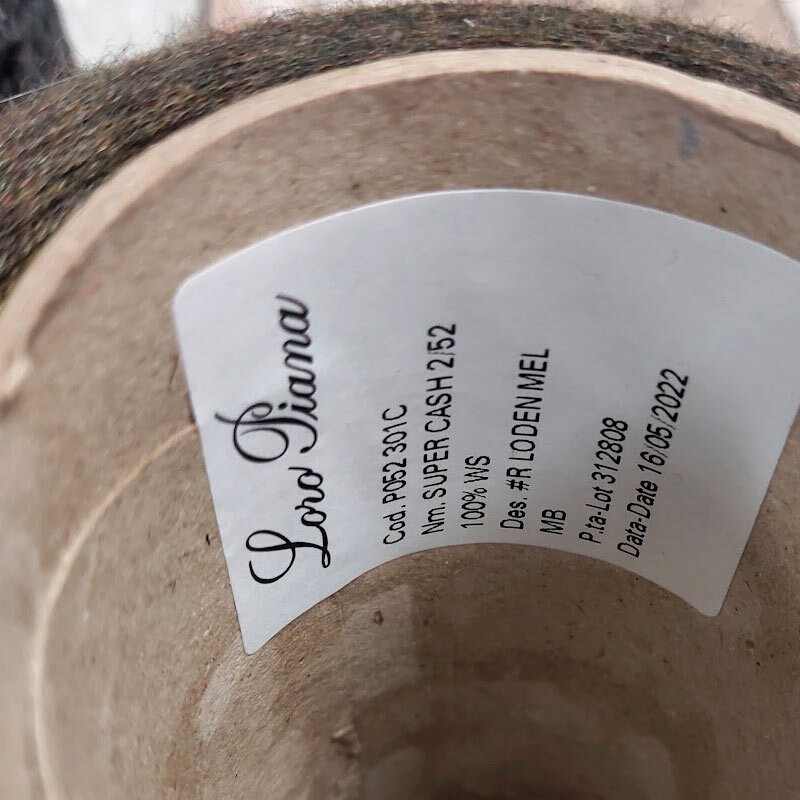 Loro Piana
Cod. P052 301C
Nm. SUPER CASH 2/52
100% WS
Des. #R LODEN MEL
MB
P.ta-Lot 312808
Data-Date 16/05/2022